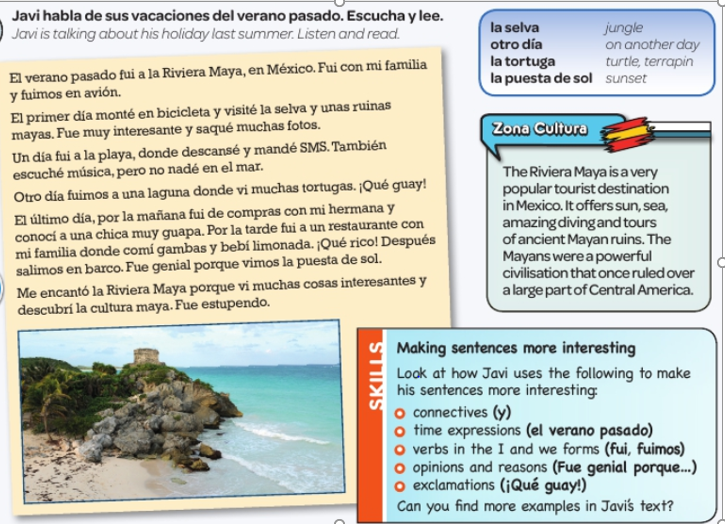 Javi habla de sus vacaciones del verano pasado. Escucha y lee.
Javi is talking about his holiday last summer. Listen and read.
El verano pasado fui a la Riviera Maya, en México. Fui con mi familia
y fuimos en avión.
El primer día monté en bicicleta y visité la selva y unas ruinas
mayas. Fue muy interesante y saqué muchas fotos.
Un día fui a la playa, donde descansé y mandé SMS. También
escuché música, pero no nadé en el mar.
Otro día fuimos a una laguna donde vi muchas tortugas. ¡Qué guay!
El último día, por la mañana fui de compras con mi hermana y
conocí a una chica muy guapa. Por la tarde fui a un restaurante con
mi familia donde comí gambas y bebí limonada. ¡Qué rico! Después
salimos en barco. Fue genial porque vimos la puesta de sol.
Me encantó la Riviera Maya porque vi muchas cosas interesantes y
descubrí la cultura maya. Fue estupendo.
la selva jungle
otro día on another day
la tortuga turtle, terrapin
la puesta de sol sunset
Zona Cultura
The Riviera Maya is a very
popular tourist destination
in Mexico. It offers sun, sea,
amazing diving and tours
of ancient Mayan ruins. The
Mayans were a powerful
civilisation that once ruled over
a large part of Central America.
SKILLS
Making sentences more interesting
Look at how Javi uses the following to make
his sentences more interesting:
connectives (y)
time expressions (el verano pasado)
verbs in the I and we forms (fui, fuimos)
opinions and reasons (Fue genial porque...)
exclamations (¡Qué guay!)
Can you find more examples in Javi's text?